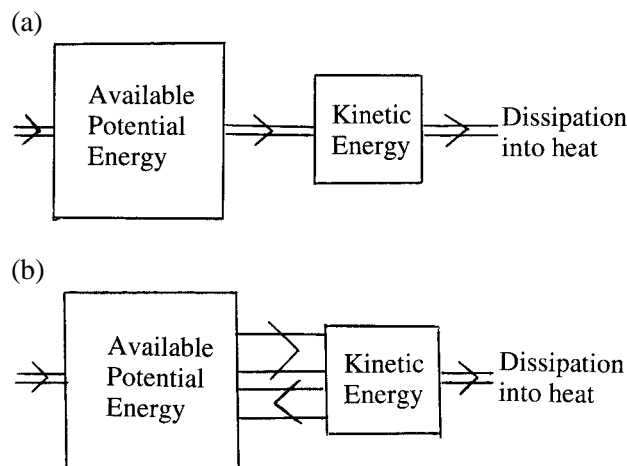 (a)
Available
Potential
Energy
Kinetic
Energy
Dissipation
into heat
(b)
Available
Potential
Energy
Kinetic
Energy
Dissipation
into heat